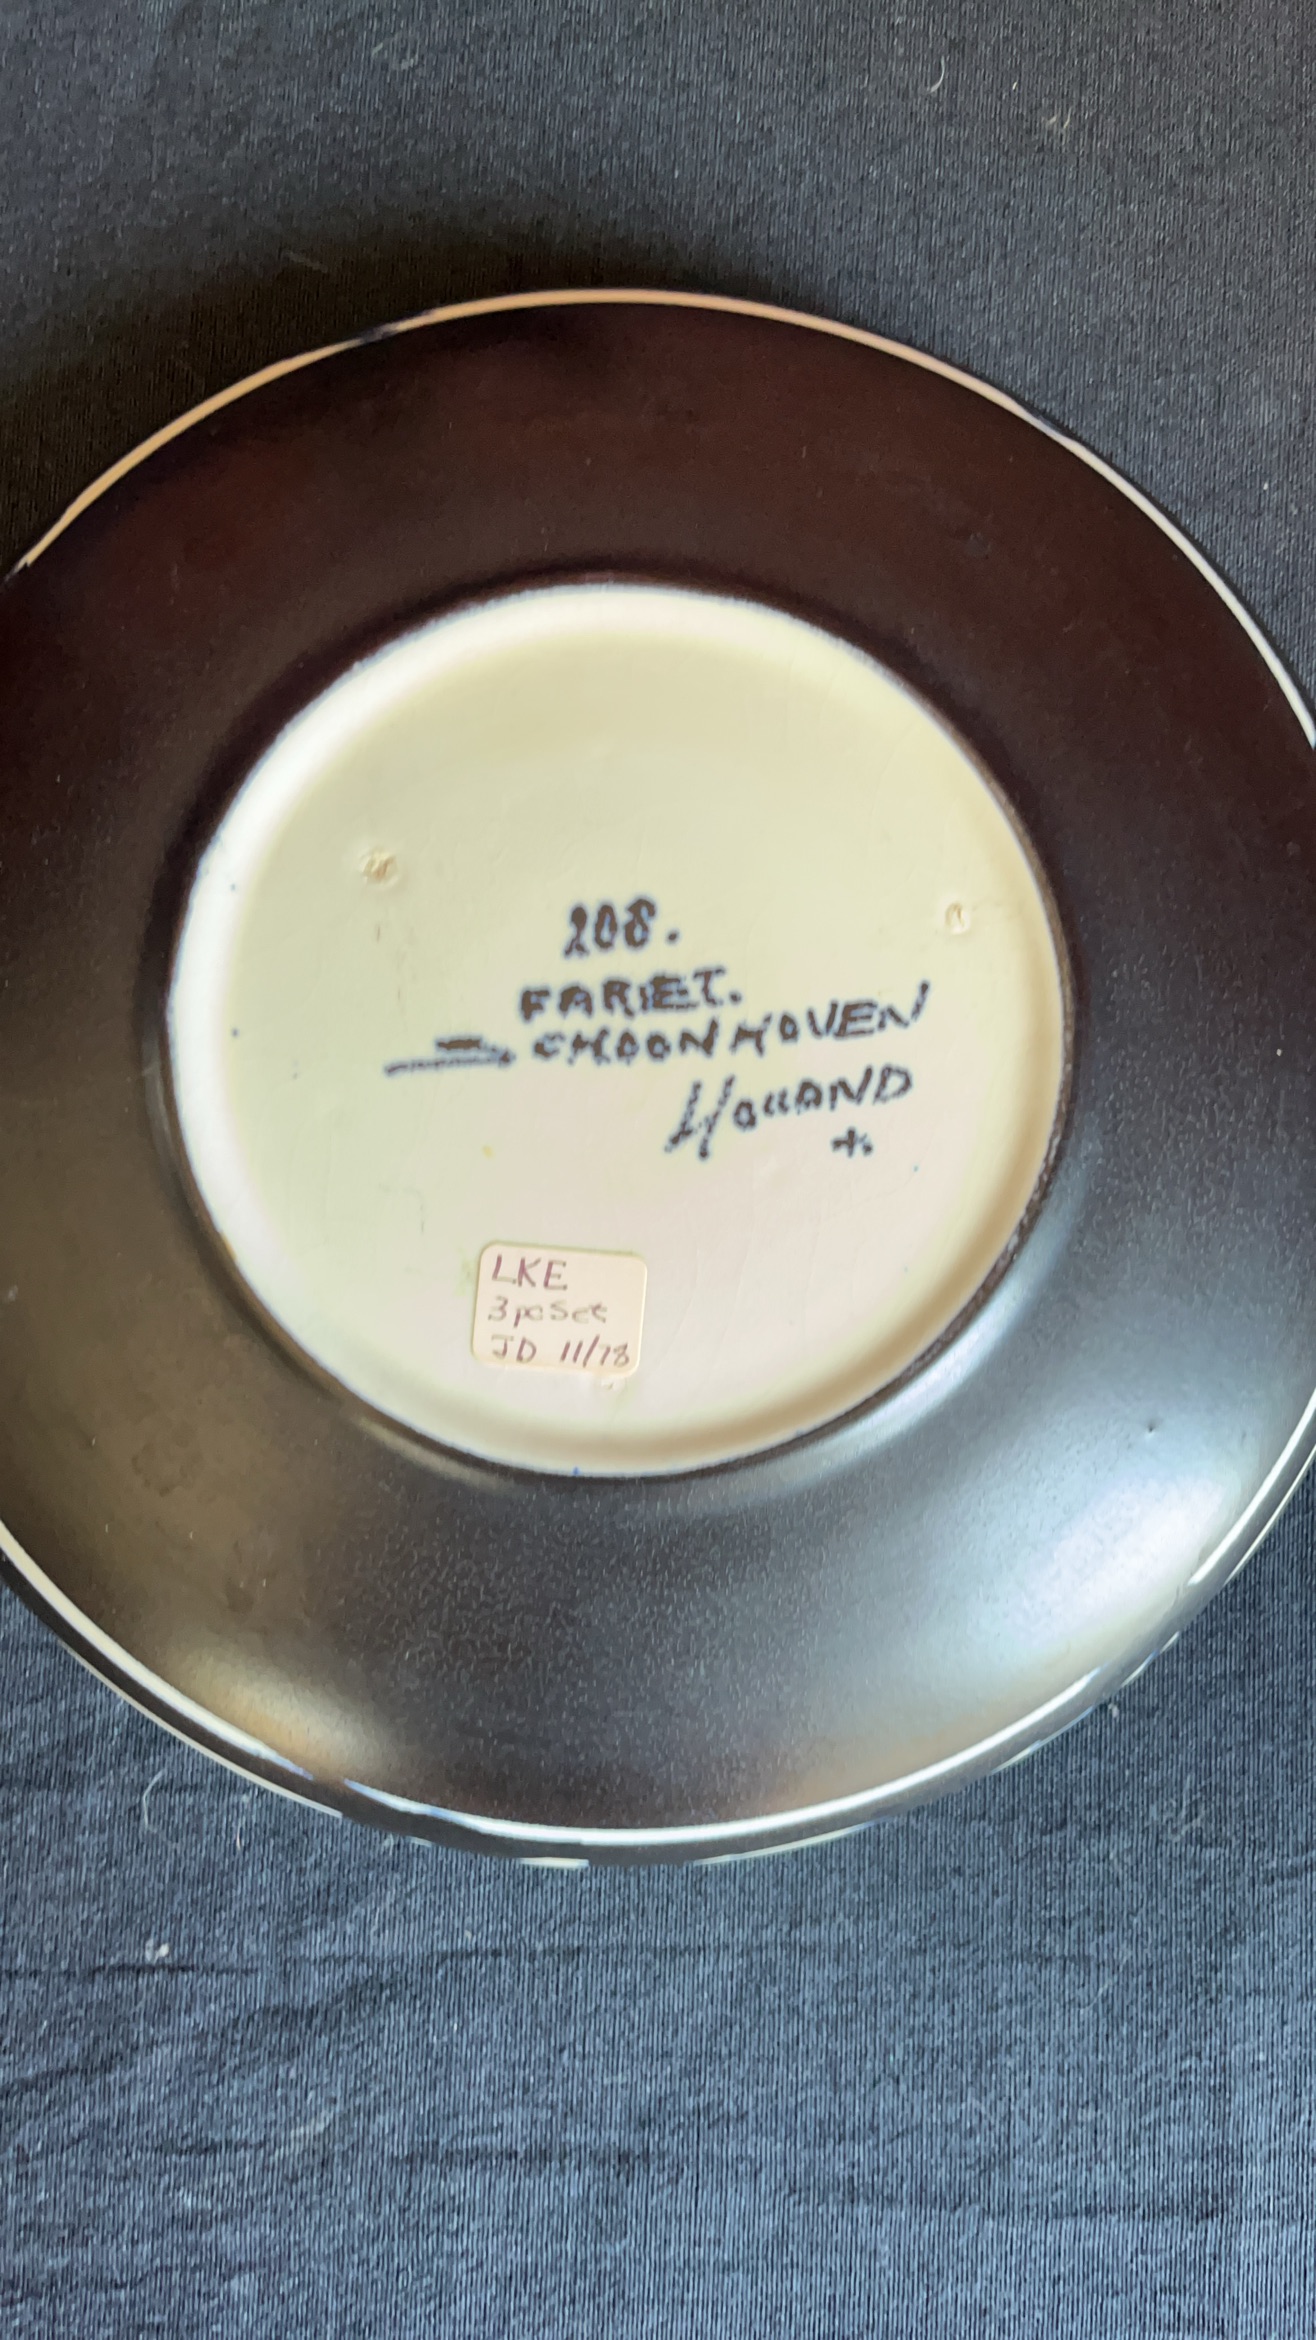 208.
FARIET.
SCHOONHOVEN
HOLLAND
+
LKE
3pc Set
JD 11/78